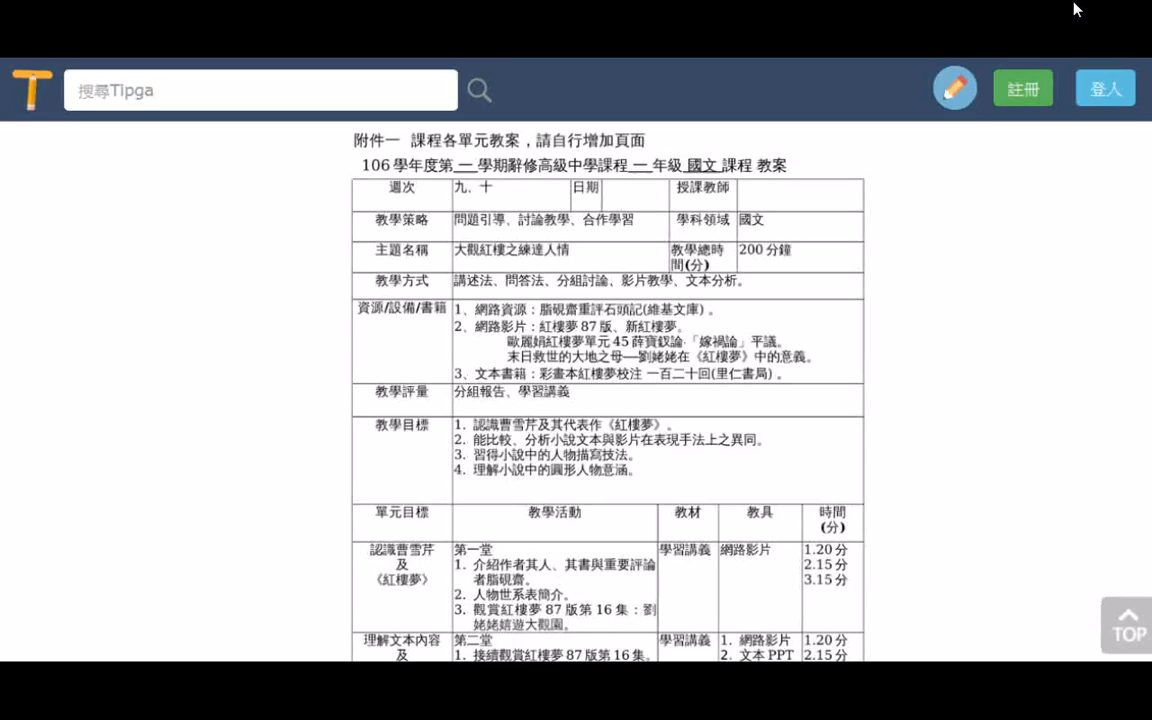 T 搜尋Tipga 註冊 登入
附件一 課程各單元教案，請自行增加頁面
106 學年度第 一 學期辭修高級中學課程 一 年級 國文 課程 教案
週次 九、十 日期 授課教師
教學策略 問題引導、討論教學、合作學習 學科領域 國文
主題名稱 大觀紅樓之練達人情 教學總時間(分) 200 分鐘
教學方式 講述法、問答法、分組討論、影片教學、文本分析。
資源/設備/書籍 1、網路資源：脂硯齋重評石頭記(維基文庫) 。
2、網路影片：紅樓夢 87 版、新紅樓夢。
歐麗娟紅樓夢單元 45 薛寶釵論·「嫁禍論」平議。
末日救世的大地之母──劉姥姥在《紅樓夢》中的意義。
3、文本書籍：彩畫本紅樓夢校注 一百二十回(里仁書局) 。
教學評量 分組報告、學習講義
教學目標 1. 認識曹雪芹及其代表作《紅樓夢》。
2. 能比較、分析小說文本與影片在表現手法上之異同。
3. 習得小說中的人物描寫技法。
4. 理解小說中的圓形人物意涵。
單元目標 教學活動 教材 教具 時間(分)
認識曹雪芹 第一堂 學習講義 網路影片 1.20 分
及 1. 介紹作者其人、其書與重要評論 2.15 分
《紅樓夢》 者脂硯齋。 3.15 分
2. 人物世系表簡介。
3. 觀賞紅樓夢 87 版第 16 集：劉
姥姥嬉遊大觀園。
TOP
理解文本內容 第二堂 學習講義 1. 網路影片 1.20 分
及 1. 接續觀賞紅樓夢 87 版第 16 集。 2. 文本 PPT 2.15 分